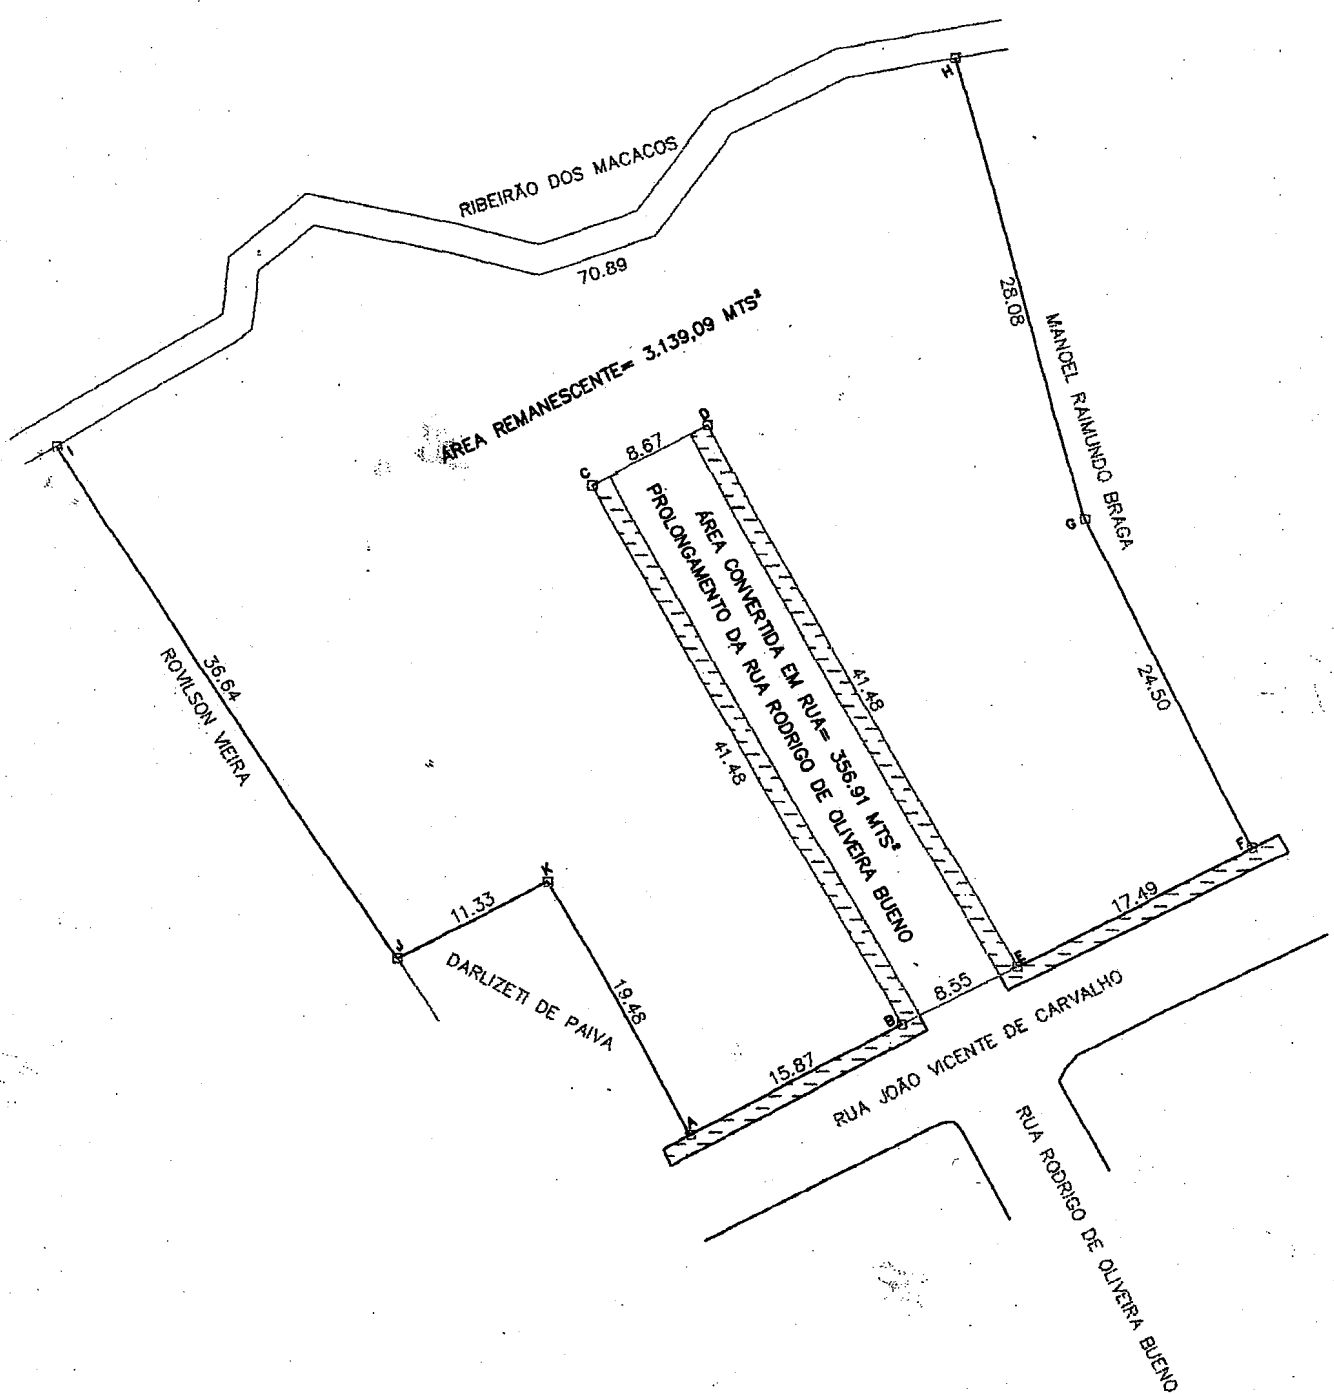 H
RIBEIRÃO DOS MACACOS
70.89
28.08
MANOEL RAIMUNDO BRAGA
ÁREA REMANESCENTE= 3.139,09 MTS²
I
D
8.67
C
G
ÁREA CONVERTIDA EM RUA= 356.91 MTS²
PROLONGAMENTO DA RUA RODRIGO DE OLIVEIRA BUENO
36.64
ROVILSON VIEIRA
41.48
41.48
24.50
F
K
11.33
17.49
J
DARLIZETI DE PAIVA
19.48
E
8.55
B
15.87
RUA JOÃO VICENTE DE CARVALHO
A
RUA RODRIGO DE OLIVEIRA BUENO